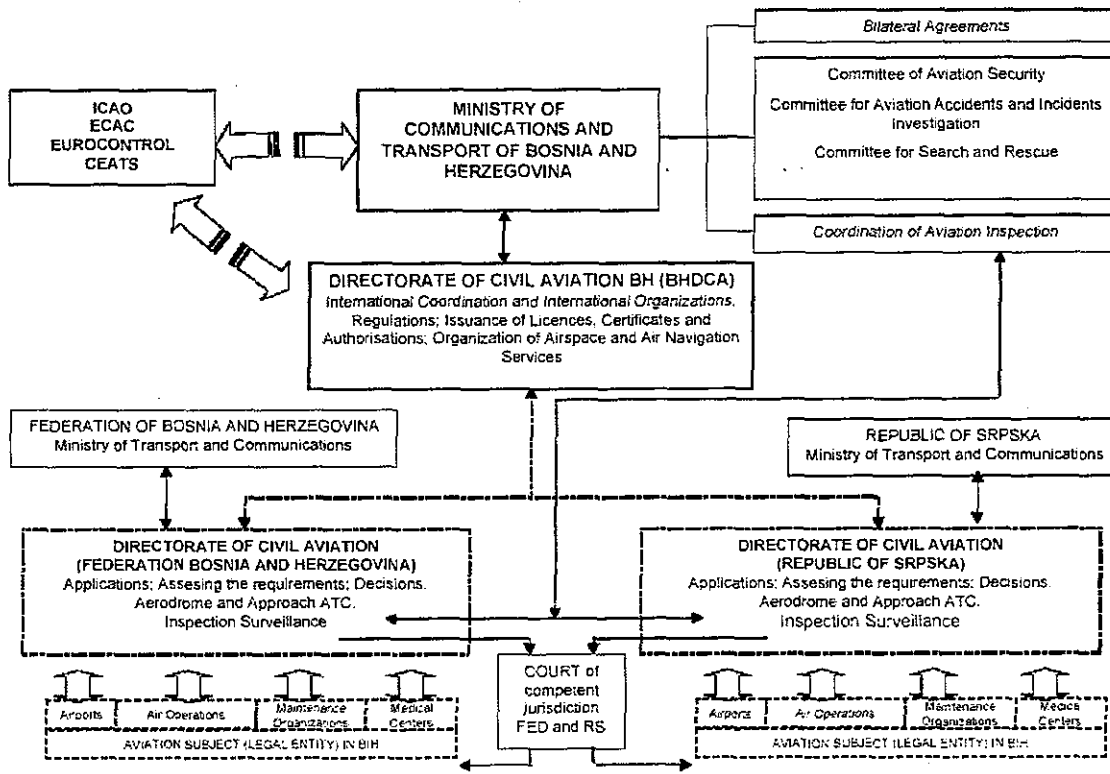 Bilateral Agreements
Committee of Aviation Security
Committee for Aviation Accidents and Incidents
Investigation
Committee for Search and Rescue
Coordination of Aviation Inspection
ICAO
ECAC
EUROCONTROL
CEATS
MINISTRY OF
COMMUNICATIONS AND
TRANSPORT OF BOSNIA AND
HERZEGOVINA
DIRECTORATE OF CIVIL AVIATION BH (BHDCA)
International Coordination and International Organizations.
Regulations; Issuance of Licences, Certificates and
Authorisations; Organization of Airspace and Air Navigation
Services
FEDERATION OF BOSNIA AND HERZEGOVINA
Ministry of Transport and Communications
REPUBLIC OF SRPSKA
Ministry of Transport and Communications
DIRECTORATE OF CIVIL AVIATION
(FEDERATION BOSNIA AND HERZEGOVINA)
Applications; Assesing the requirements; Decisions.
Aerodrome and Approach ATC.
Inspection Surveillance
DIRECTORATE OF CIVIL AVIATION
(REPUBLIC OF SRPSKA)
Applications; Assesing the requirements; Decisions.
Aerodrome and Approach ATC.
Inspection Surveillance
COURT of
competent
jurisdiction
FED and RS
Airports
Air Operations
Maintenance
Organizations
Medical
Centers
AVIATION SUBJECT (LEGAL ENTITY) IN BIH
Airports
Air Operations
Maintenance
Organizations
Medical
Centers
AVIATION SUBJECT (LEGAL ENTITY) IN BIH